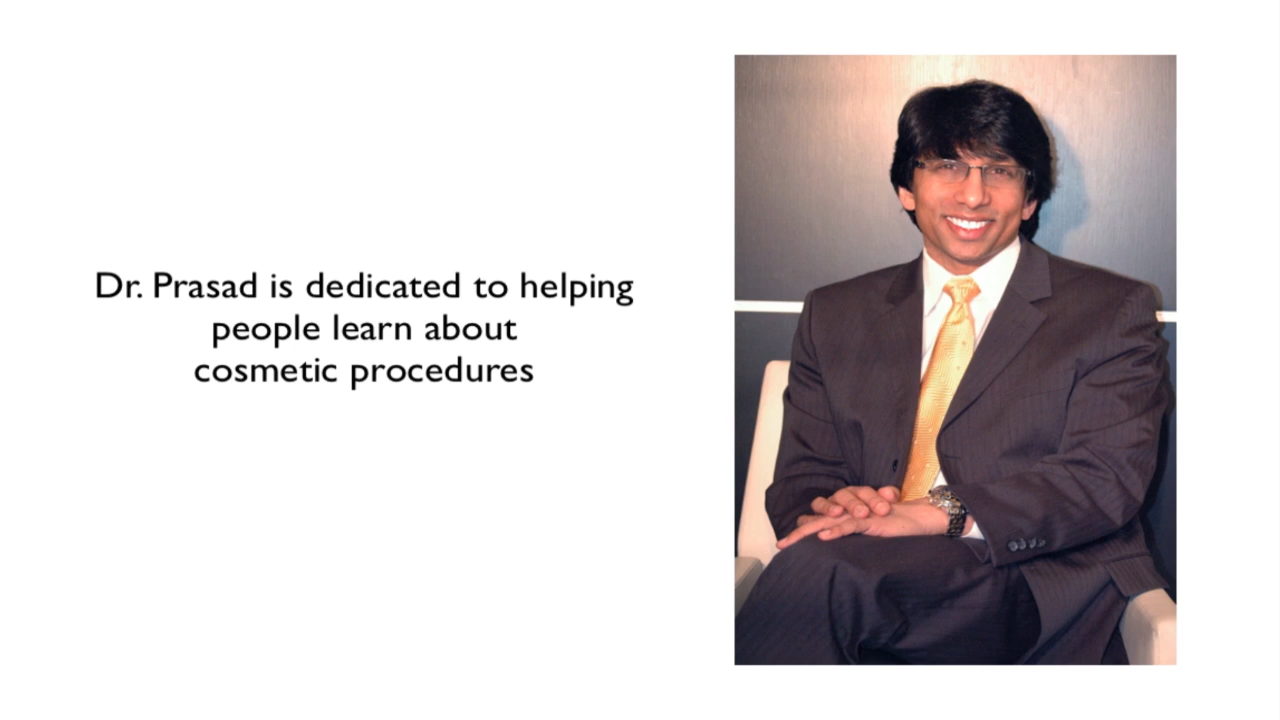 Dr. Prasad is dedicated to helping
people learn about
cosmetic procedures